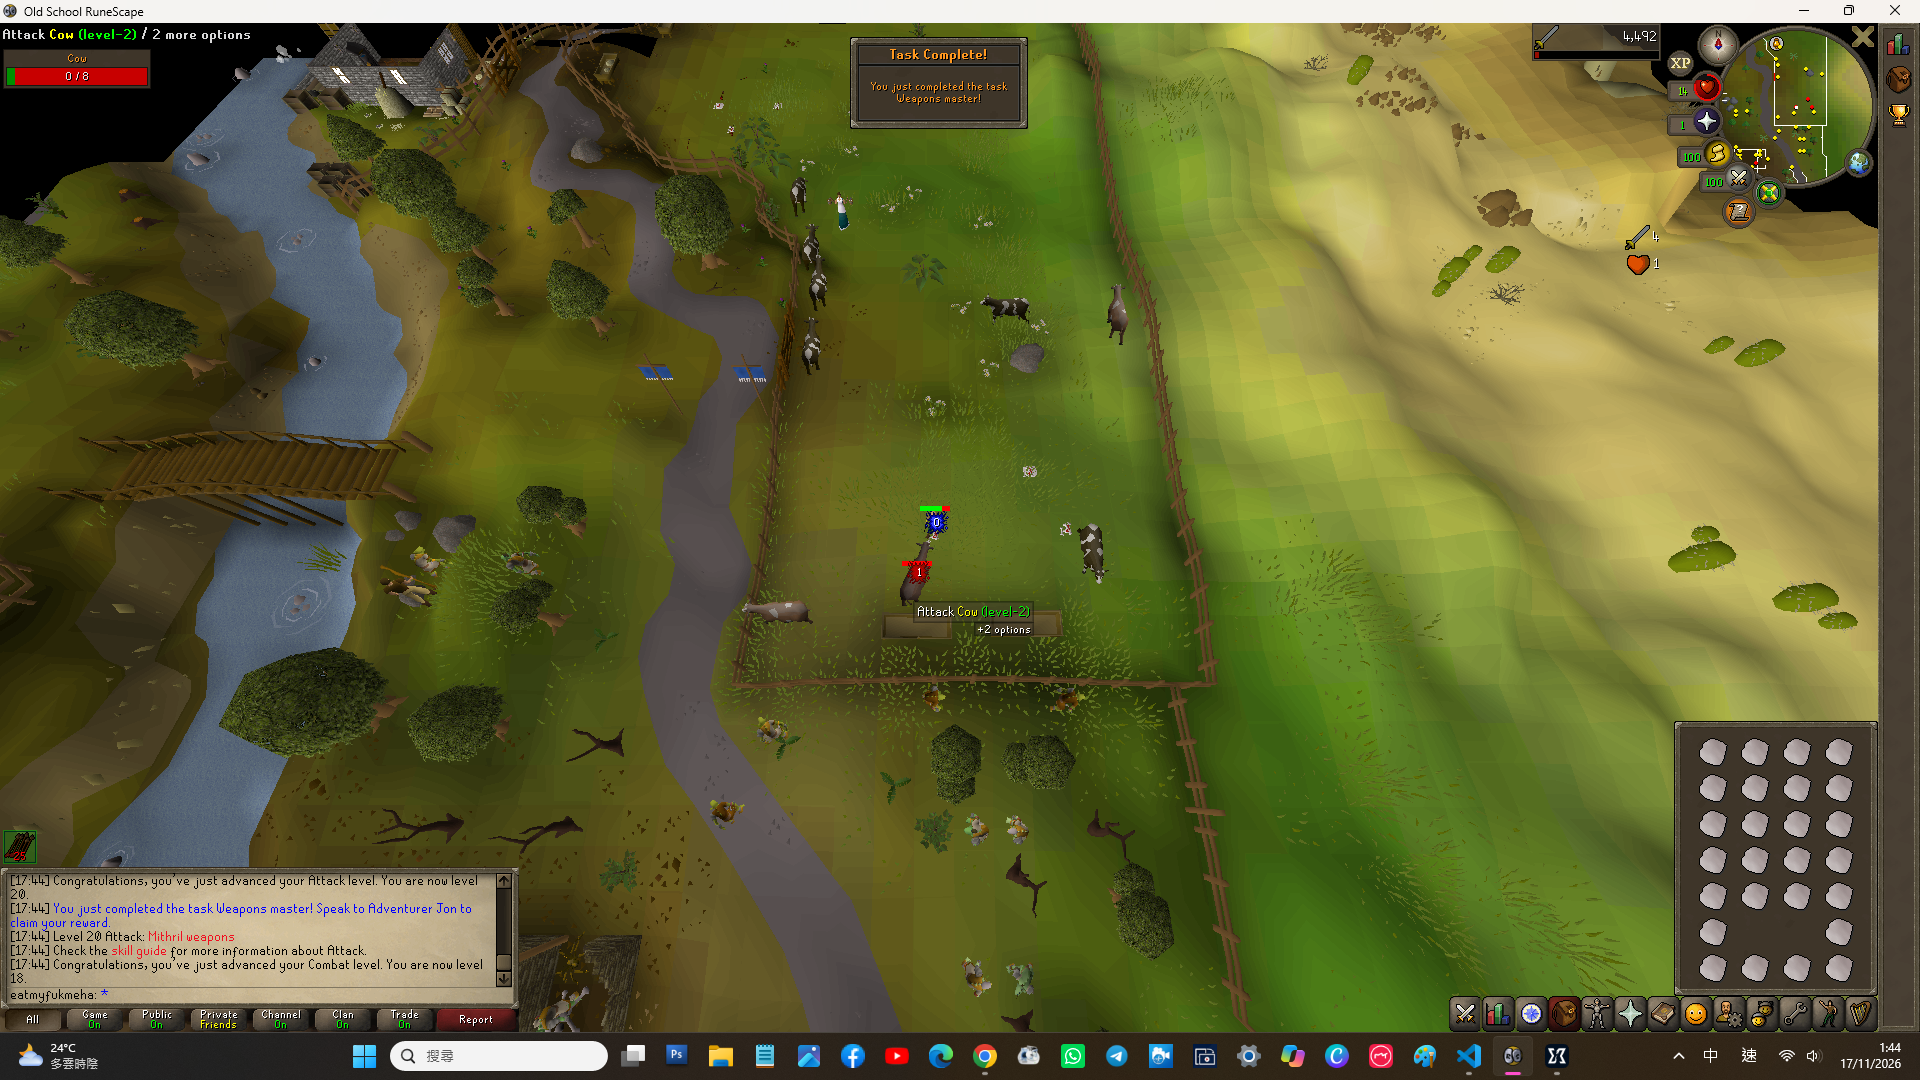 Old School RuneScape
Attack Cow (level-2) / 2 more options
Cow
0 / 8
Task Complete!
You just completed the task
Weapons master!
4,492
XP
N
14
1
100
100
4
1
0
1
Attack Cow (level-2)
+2 options
29
[17:44] Congratulations, you've just advanced your Attack level. You are now level
20.
[17:44] You just completed the task Weapons master! Speak to Adventurer Jon to
claim your reward.
[17:44] Level 20 Attack: Mithril weapons
[17:44] Check the skill guide for more information about Attack.
[17:44] Congratulations, you've just advanced your Combat level. You are now level
18.
eatmyfukmeha: *
All
Game
On
Public
On
Private
Friends
Channel
On
Clan
On
Trade
On
Report
24°C
多雲時陰
搜尋
Ps
中
速
1:44
17/11/2026